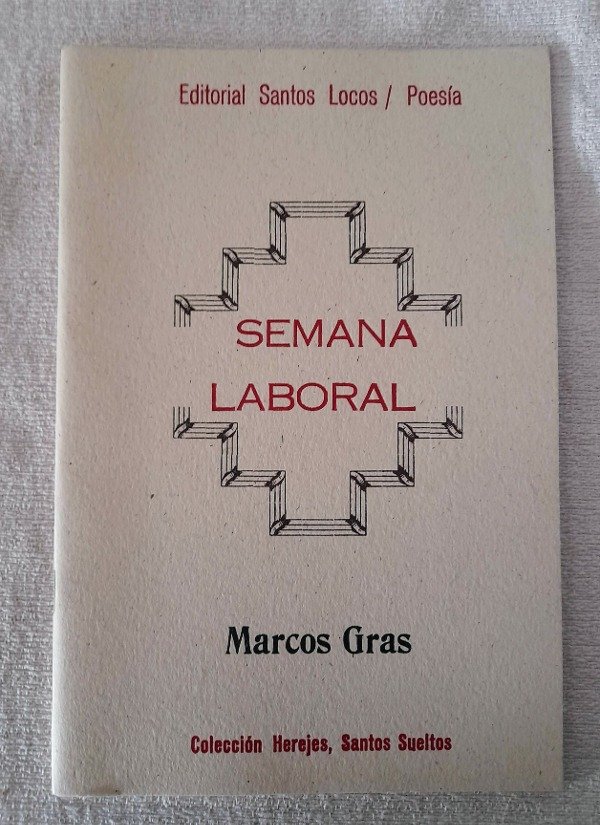 Editorial Santos Locos / Poesía
SEMANA
LABORAL
Marcos Gras
Colección Herejes, Santos Sueltos